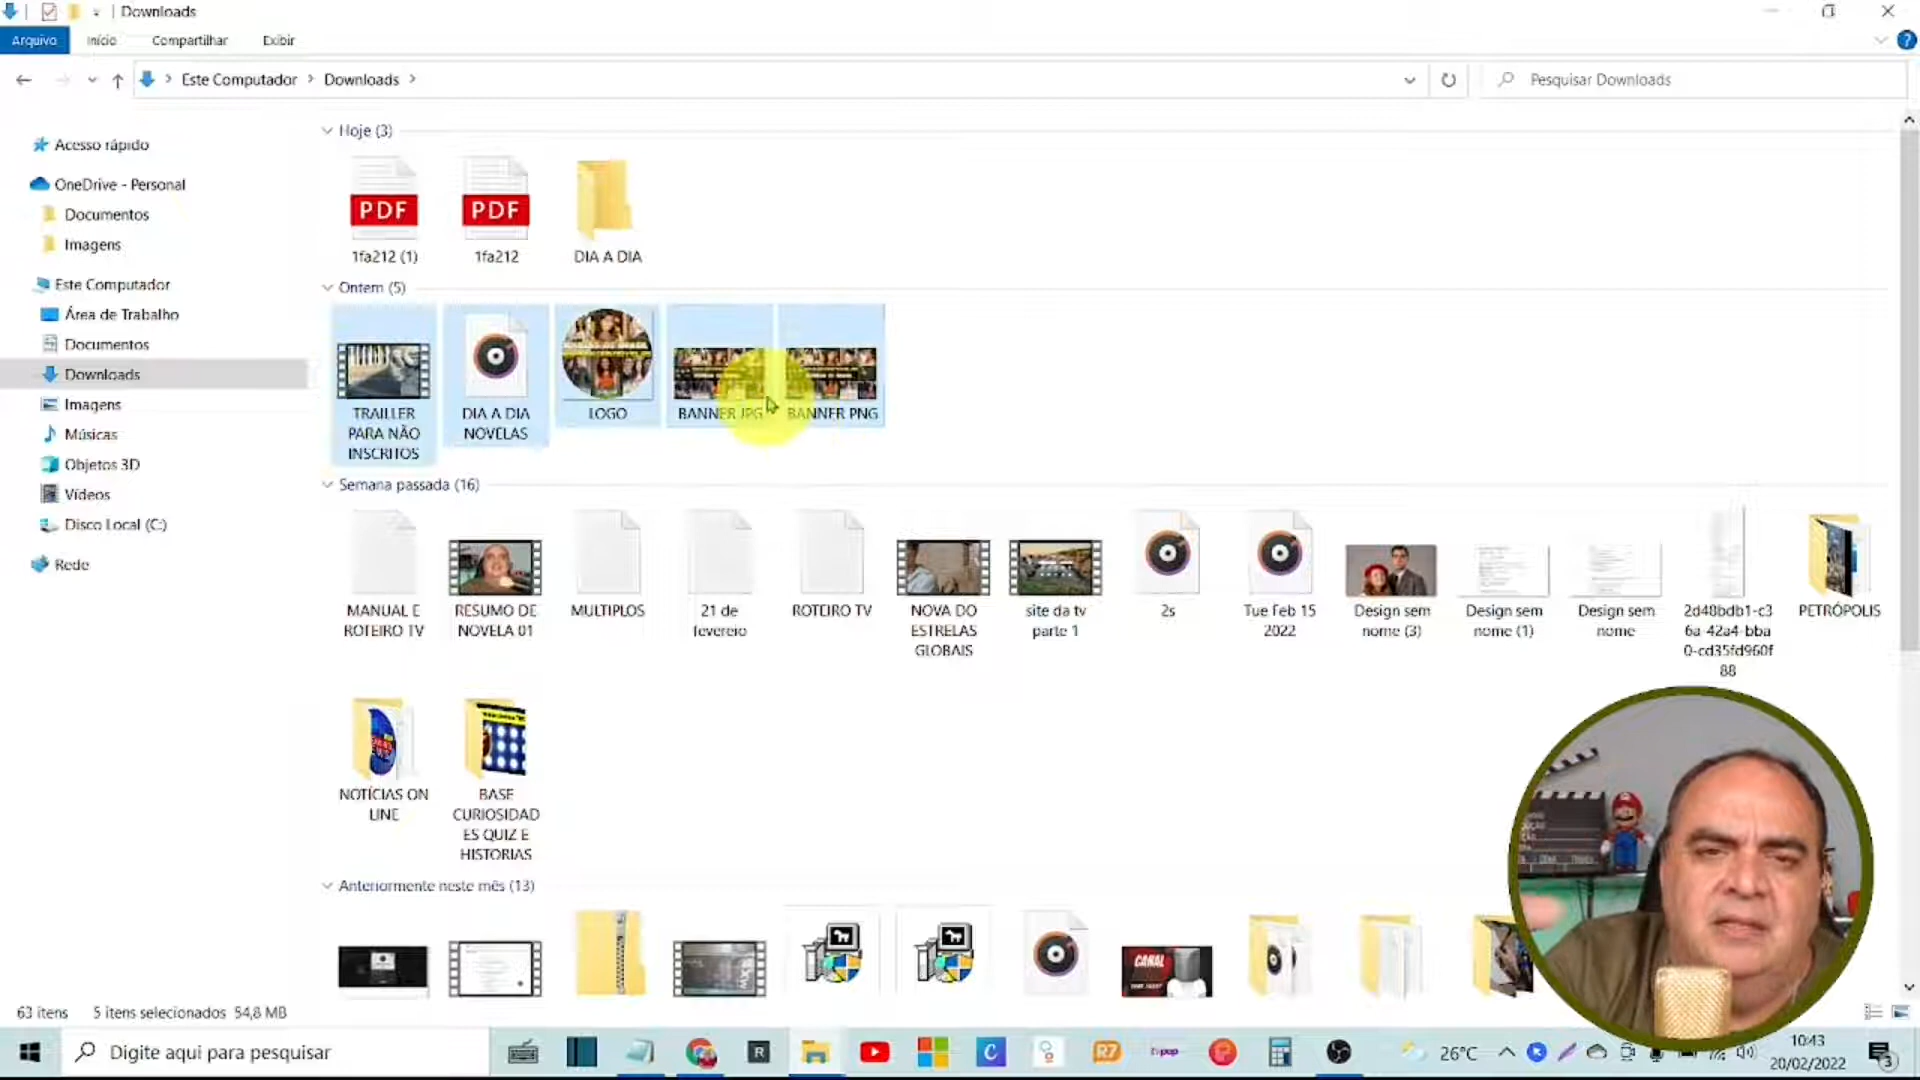 Downloads
Arquivo Início Compartilhar Exibir
Este Computador Downloads
Pesquisar Downloads
Acesso rápido
OneDrive - Personal
Documentos
Imagens
Este Computador
Área de Trabalho
Documentos
Downloads
Imagens
Músicas
Objetos 3D
Vídeos
Disco Local (C:)
Rede
Hoje (3)
PDF
PDF
1fa212 (1)
1fa212
DIA A DIA
Ontem (5)
TRAILLER
PARA NÃO
INSCRITOS
DIA A DIA
NOVELAS
LOGO
BANNER JPG
BANNER PNG
Semana passada (16)
MANUAL E
ROTEIRO TV
RESUMO DE
NOVELA 01
MULTIPLOS
21 de
fevereiro
ROTEIRO TV
NOVA DO
ESTRELAS
GLOBAIS
site da tv
parte 1
2s
Tue Feb 15
2022
Design sem
nome (3)
Design sem
nome (1)
Design sem
nome
2d48bdb1-c3
6a-42a4-bba
0-cd35fd960f
88
PETRÓPOLIS
NOTÍCIAS ON
LINE
BASE
CURIOSIDAD
ES QUIZ E
HISTORIAS
Anteriormente neste mês (13)
CANAL
63 itens 5 itens selecionados 54,8 MB
Digite aqui para pesquisar
R
C
R7
26°C
10:43
20/02/2022
3